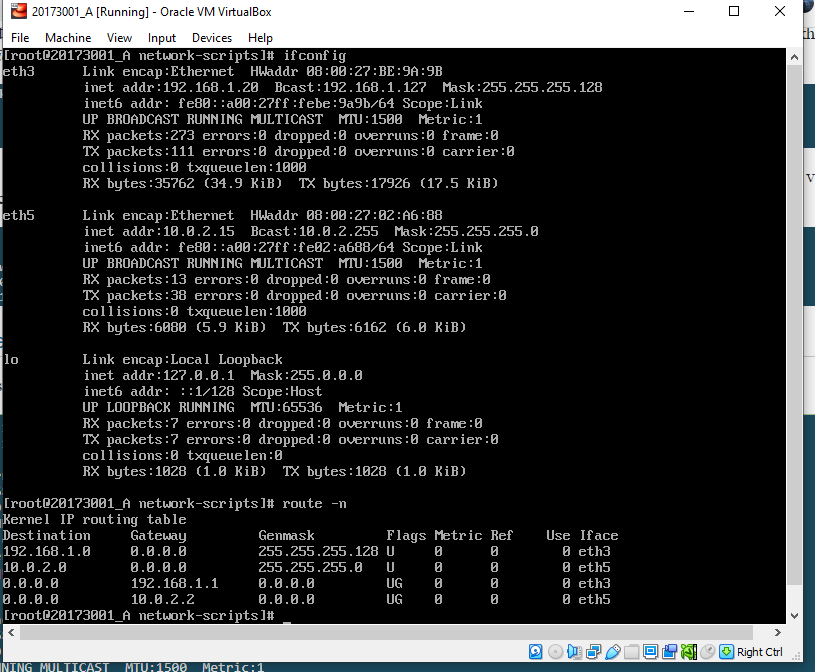 20173001_A [Running] - Oracle VM VirtualBox
File Machine View Input Devices Help
[root@20173001_A network-scripts]# ifconfig
eth3 Link encap:Ethernet HWaddr 08:00:27:BE:9A:9B
inet addr:192.168.1.20 Bcast:192.168.1.127 Mask:255.255.255.128
inet6 addr: fe80::a00:27ff:febe:9a9b/64 Scope:Link
UP BROADCAST RUNNING MULTICAST MTU:1500 Metric:1
RX packets:273 errors:0 dropped:0 overruns:0 frame:0
TX packets:111 errors:0 dropped:0 overruns:0 carrier:0
collisions:0 txqueuelen:1000
RX bytes:35762 (34.9 KiB) TX bytes:17926 (17.5 KiB)
eth5 Link encap:Ethernet HWaddr 08:00:27:02:A6:88
inet addr:10.0.2.15 Bcast:10.0.2.255 Mask:255.255.255.0
inet6 addr: fe80::a00:27ff:fe02:a688/64 Scope:Link
UP BROADCAST RUNNING MULTICAST MTU:1500 Metric:1
RX packets:13 errors:0 dropped:0 overruns:0 frame:0
TX packets:38 errors:0 dropped:0 overruns:0 carrier:0
collisions:0 txqueuelen:1000
RX bytes:6080 (5.9 KiB) TX bytes:6162 (6.0 KiB)
lo Link encap:Local Loopback
inet addr:127.0.0.1 Mask:255.0.0.0
inet6 addr: ::1/128 Scope:Host
UP LOOPBACK RUNNING MTU:65536 Metric:1
RX packets:7 errors:0 dropped:0 overruns:0 frame:0
TX packets:7 errors:0 dropped:0 overruns:0 carrier:0
collisions:0 txqueuelen:0
RX bytes:1028 (1.0 KiB) TX bytes:1028 (1.0 KiB)
[root@20173001_A network-scripts]# route -n
Kernel IP routing table
Destination Gateway Genmask Flags Metric Ref Use Iface
192.168.1.0 0.0.0.0 255.255.255.128 U 0 0 0 eth3
10.0.2.0 0.0.0.0 255.255.255.0 U 0 0 0 eth5
0.0.0.0 192.168.1.1 0.0.0.0 UG 0 0 0 eth3
0.0.0.0 10.0.2.2 0.0.0.0 UG 0 0 0 eth5
[root@20173001_A network-scripts]# _
Right Ctrl
NING MULTICAST MTU:1500 Metric:1